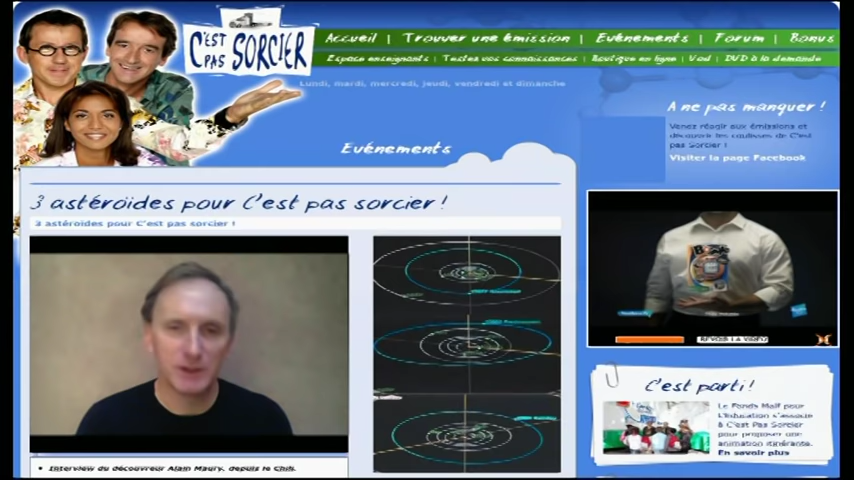 C'EST
PAS SORCIER
Accueil | Trouver une émission | Evénements | Forum | Bonus
Espace enseignants | Testez vos connaissances | Boutique en ligne | Vod | DVD à la demande
Lundi, mardi, mercredi, jeudi, vendredi et dimanche
A ne pas manquer !
Venez réagir aux émissions et
découvrir les coulisses de C'est
pas Sorcier !
Visiter la page Facebook
Evénements
3 astéroïdes pour C'est pas sorcier !
3 astéroides pour C'est pas sorcier !
REVOIR LA VIDEO
C'est parti !
Le Fonds Maif pour
l'Education s'associe
à C'est Pas Sorcier
pour proposer une
animation itinérante.
En savoir plus
• Interview du découvreur Alain Maury, depuis le Chili.